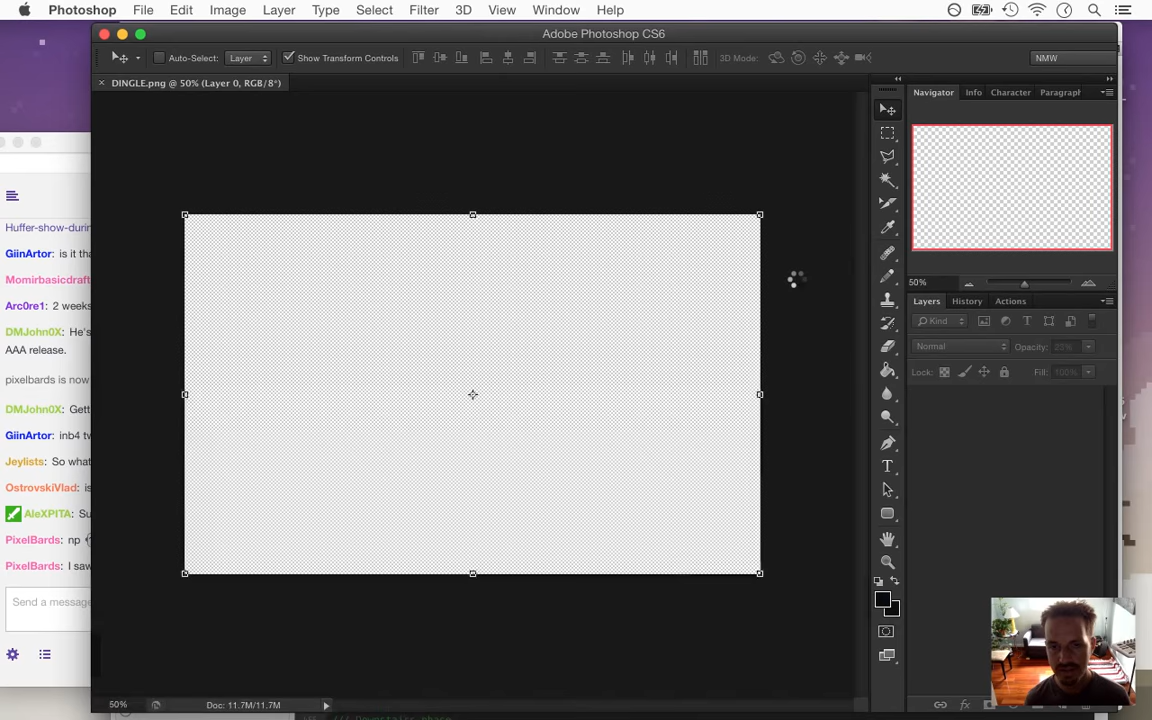 Photoshop File Edit Image Layer Type Select Filter 3D View Window Help
Adobe Photoshop CS6
Auto-Select: Layer Show Transform Controls 3D Mode: NMW
DINGLE.png @ 50% (Layer 0, RGB/8*)
Navigator Info Character Paragraph
50%
Layers History Actions
Kind
Normal Opacity: 23%
Lock: Fill: 100%
Huffer-show-durin
GiinArtor: is it tha
Momirbasicdraft
Arc0re1: 2 weeks
DMJohn0X: He's
AAA release.
pixelbards is now
DMJohn0X: Gett
GiinArtor: inb4 tv
Jeylists: So what
OstrovskiVlad: is
AleXPITA: Su
PixelBards: np
PixelBards: I saw
Send a message
50% Doc: 11.7M/11.7M
/// Downstairs phase